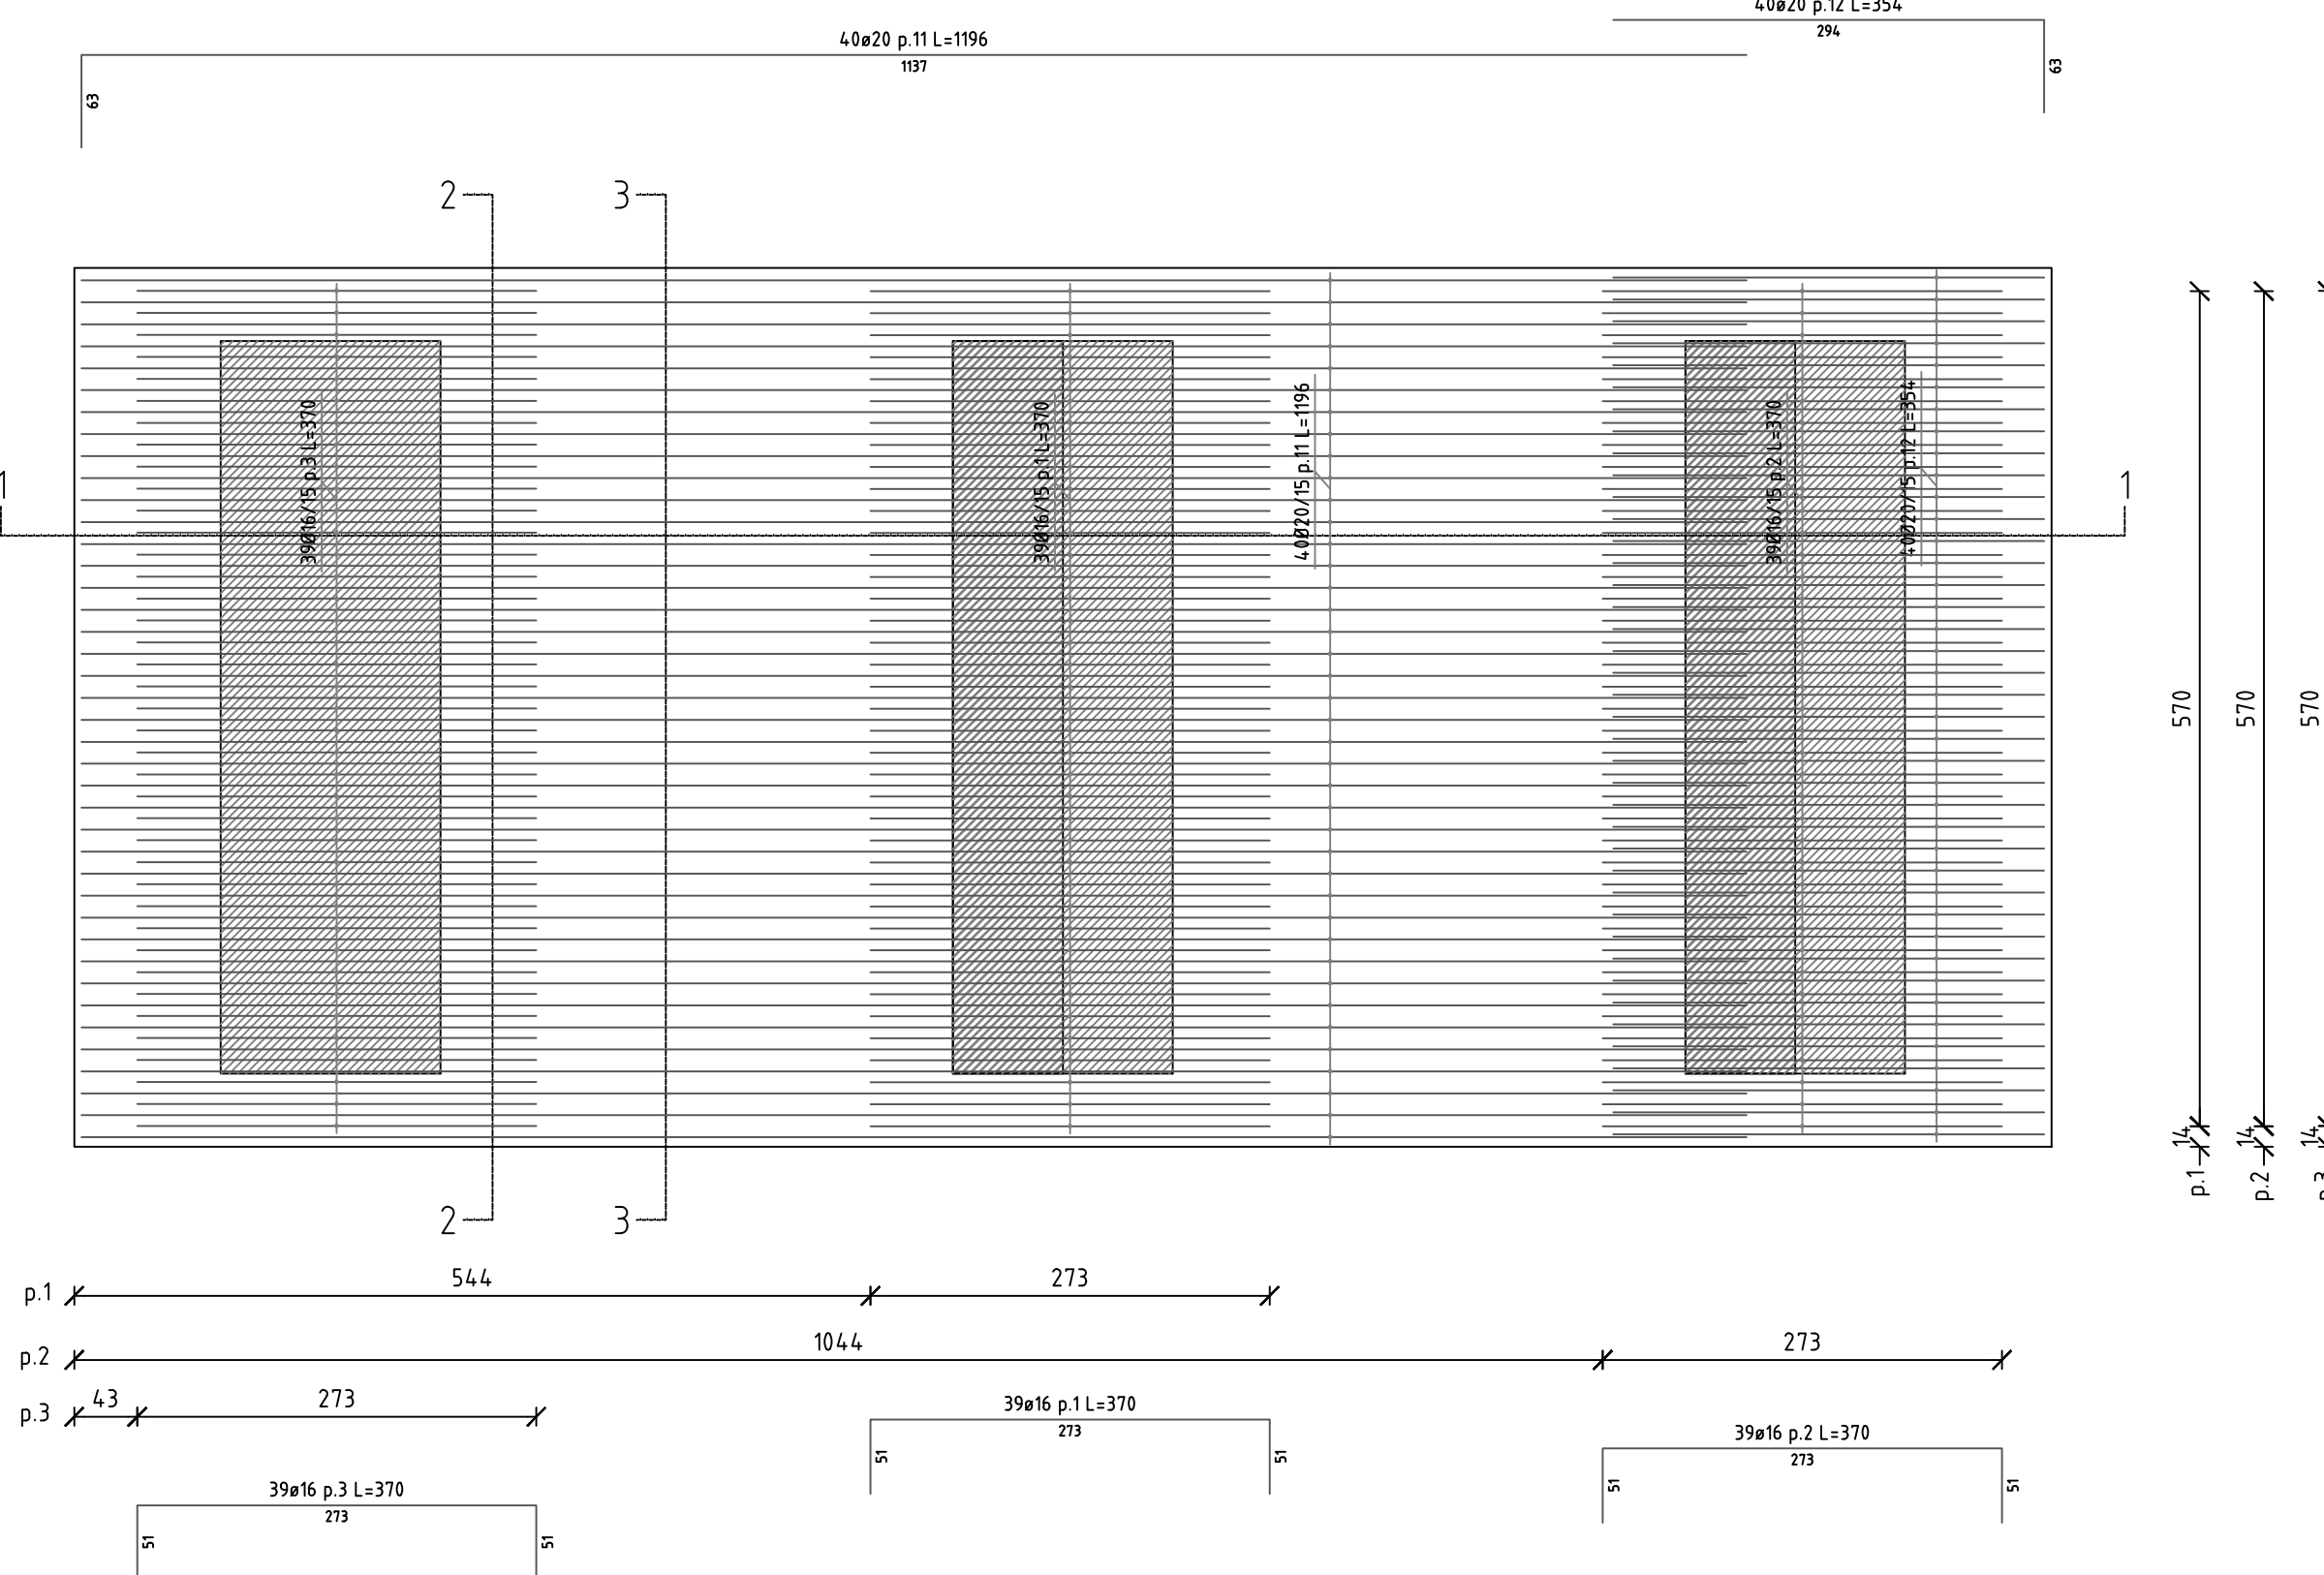 40ø20 p.12 L=354
294
63
40ø20 p.11 L=1196
1137
63
2
3
39Ø16/15 p.3 L=370
39Ø16/15 p.1 L=370
40Ø20/15 p.11 L=1196
39Ø16/15 p.2 L=370
40Ø20/15 p.12 L=354
1
1
570
570
570
14
14
14
p.1
p.2
p.3
2
3
p.1
544
273
p.2
1044
273
p.3
43
273
39ø16 p.1 L=370
273
51
51
39ø16 p.2 L=370
273
51
51
39ø16 p.3 L=370
273
51
51